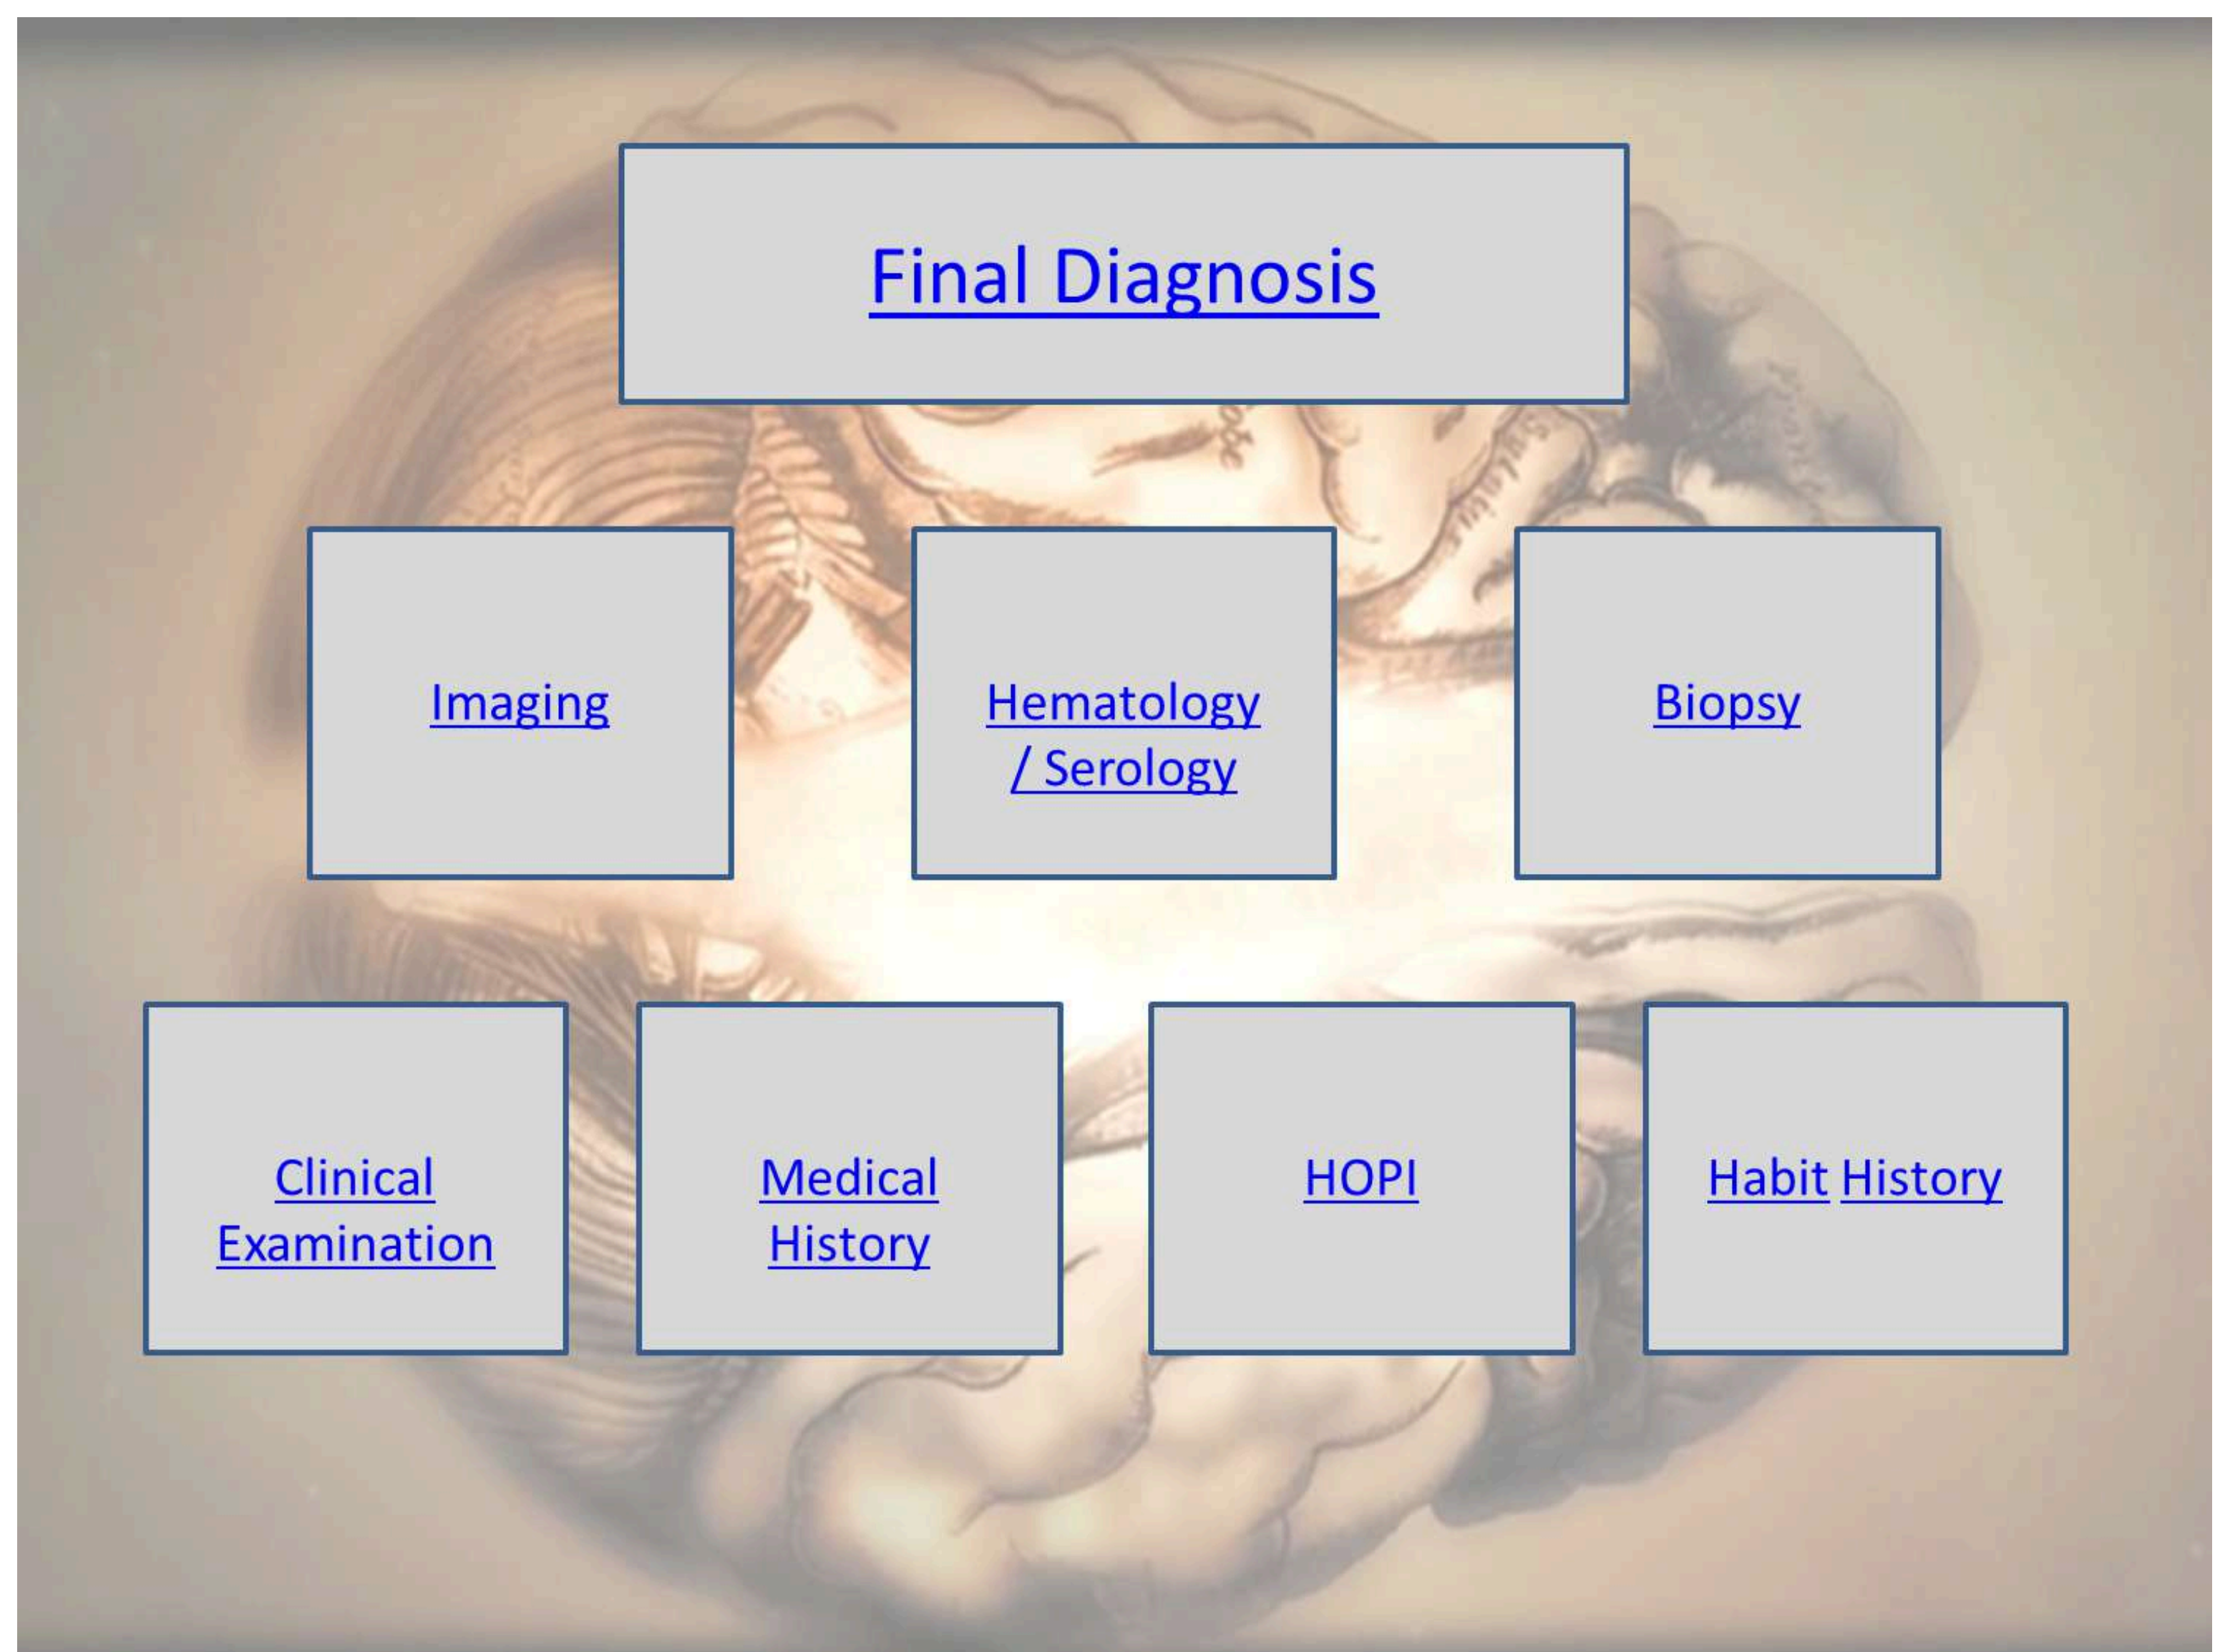 Final Diagnosis
Imaging
Hematology
/ Serology
Biopsy
Clinical
Examination
Medical
History
HOPI
Habit History